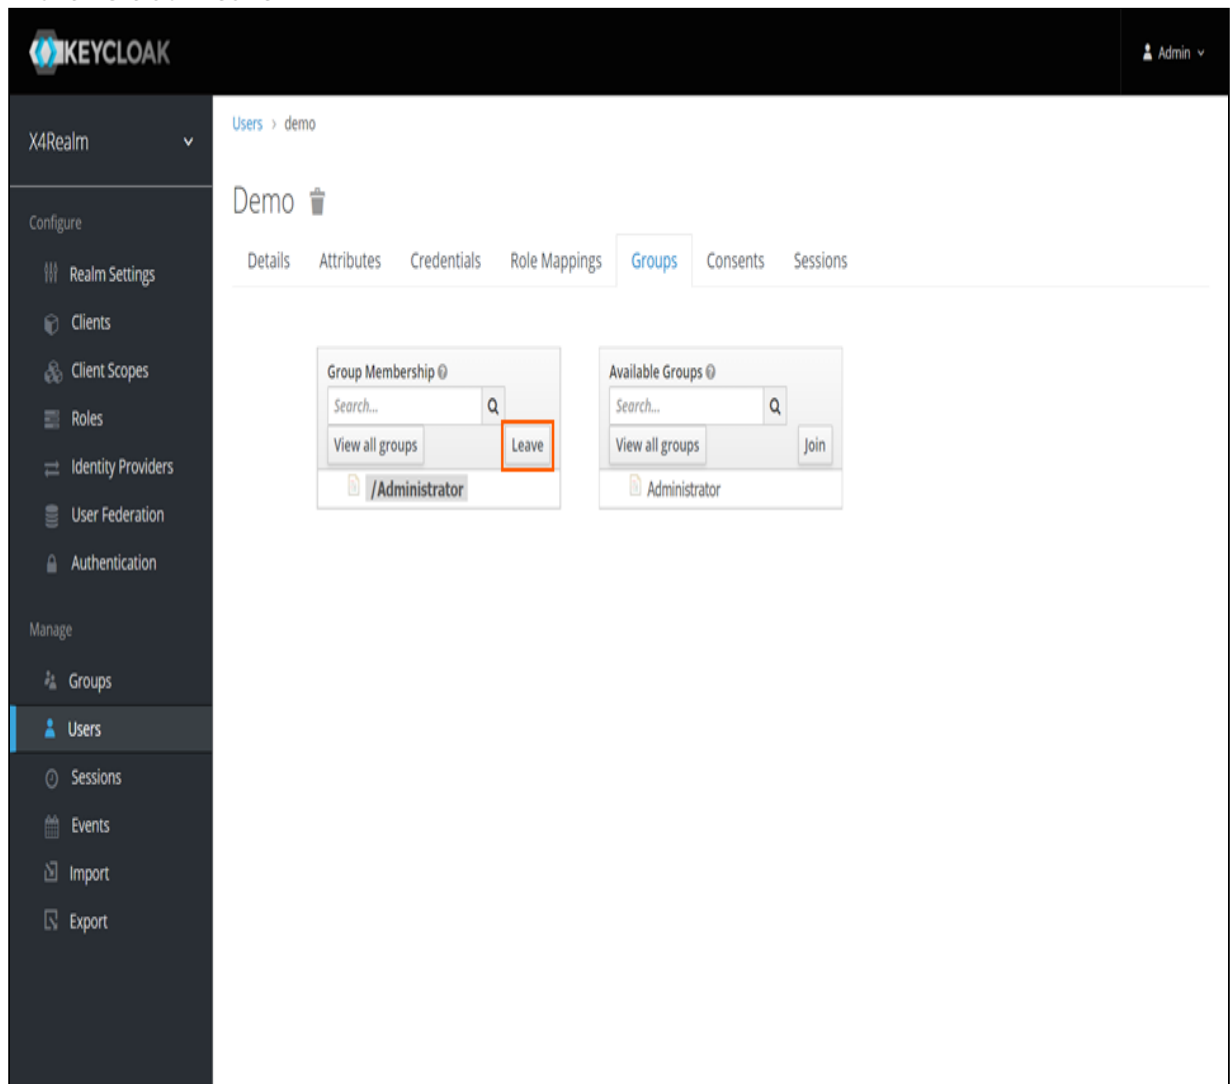 KEYCLOAK
Admin
X4Realm
Users > demo
Demo
Details Attributes Credentials Role Mappings Groups Consents Sessions
Configure
Realm Settings
Clients
Client Scopes
Roles
Identity Providers
User Federation
Authentication
Manage
Groups
Users
Sessions
Events
Import
Export
Group Membership
Search...
View all groups Leave
/Administrator
Available Groups
Search...
View all groups Join
Administrator